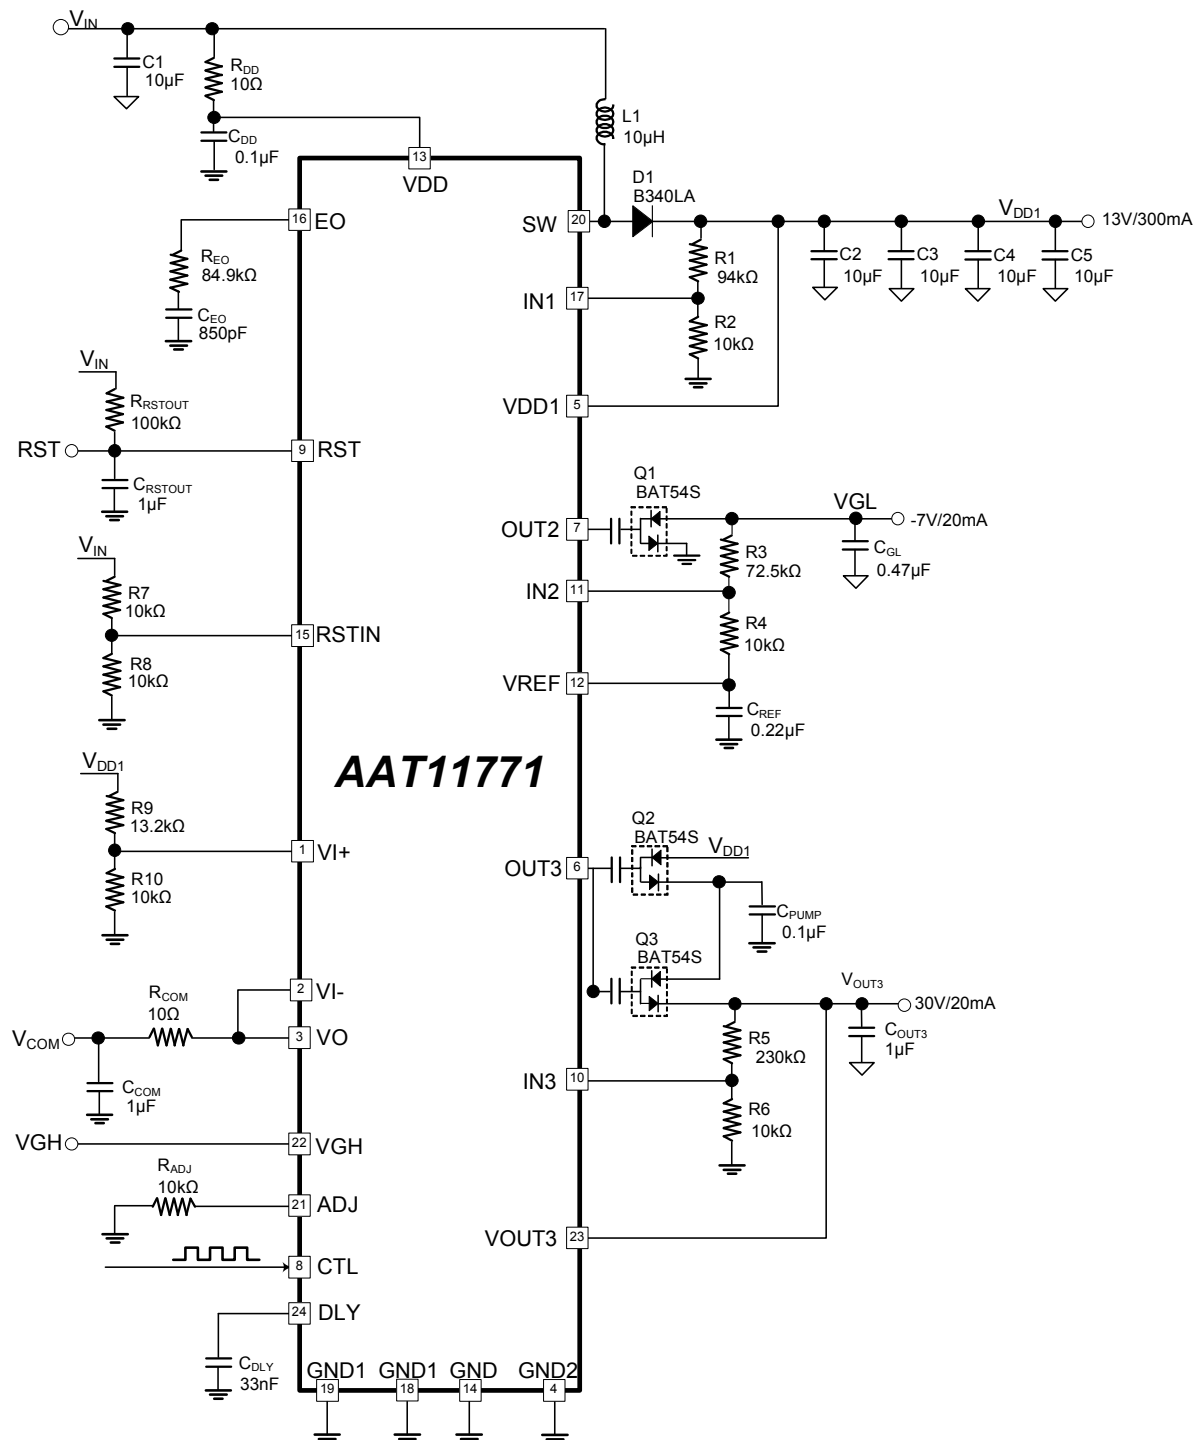 VIN
C1
10µF
RDD
10Ω
CDD
0.1µF
L1
10µH
13
VDD
D1
B340LA
16
EO
SW
20
VDD1
13V/300mA
REO
84.9kΩ
CEO
850pF
R1
94kΩ
C2
10µF
C3
10µF
C4
10µF
C5
10µF
IN1
17
R2
10kΩ
VIN
RRSTOUT
100kΩ
VDD1
5
RST
9
RST
CRSTOUT
1µF
Q1
BAT54S
VGL
-7V/20mA
OUT2
7
R3
72.5kΩ
CGL
0.47µF
VIN
R7
10kΩ
IN2
11
15
RSTIN
R4
10kΩ
R8
10kΩ
VREF
12
CREF
0.22µF
AAT11771
VDD1
R9
13.2kΩ
1
VI+
R10
10kΩ
Q2
BAT54S
VDD1
OUT3
6
CPUMP
0.1µF
Q3
BAT54S
VOUT3
30V/20mA
2
VI-
RCOM
10Ω
VCOM
3
VO
CCOM
1µF
R5
230kΩ
COUT3
1µF
IN3
10
R6
10kΩ
VGH
22
VGH
RADJ
10kΩ
21
ADJ
VOUT3
23
8
CTL
24
DLY
CDLY
33nF
GND1
GND1
GND
GND2
19
18
14
4